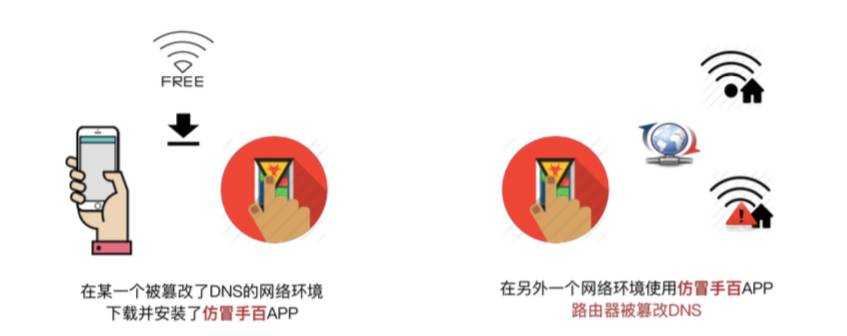 FREE
在某一个被篡改了DNS的网络环境
下载并安装了仿冒手百APP
在另外一个网络环境使用仿冒手百APP
路由器被篡改DNS